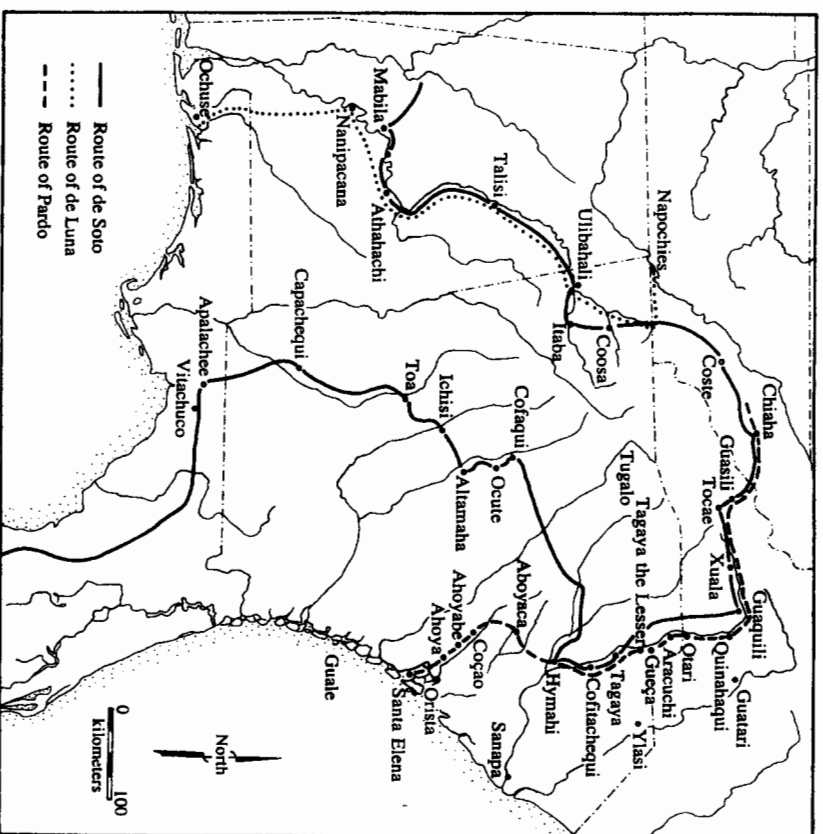 Napochies
Chiaha
Guasili
Tocae
Xuala
Guaquili
Guatari
Quinahaqui
Otari
Aracuchi
Gueça
Ylasi
Coste
Coosa
Itaba
Ulibahali
Talisi
Tugalo
Tagaya the Lesser
Tagaya
Cofitachequi
Hymahi
Sanapa
Mabila
Athahachi
Nanipacana
Cofaqui
Ocute
Ichisi
Altamaha
Toa
Aboyaca
Coçao
Ahoyabe
Ahoya
Orista
Santa Elena
Guale
Capachequi
Ochuse
Apalachee
Vitachuco
Route of de Soto
Route of de Luna
Route of Pardo
North
0 100
kilometers